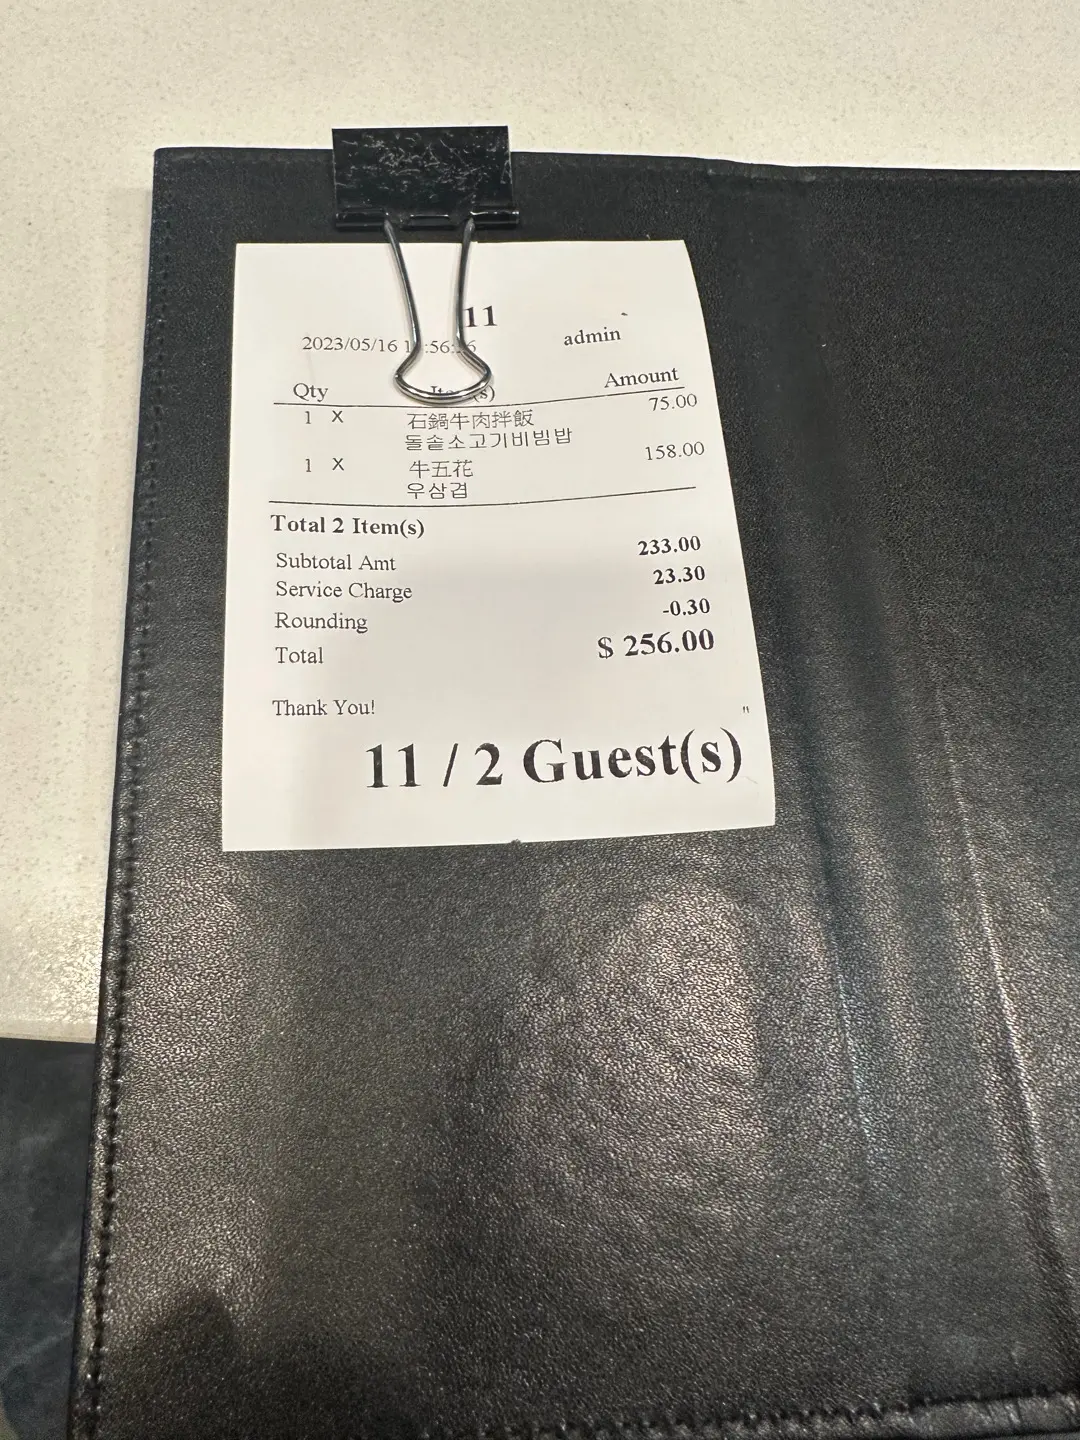 11
2023/05/16 admin
Qty Amount
1 X 石鍋牛肉拌飯 75.00
돌솥소고기비빔밥
1 X 牛五花 158.00
우삼겹
Total 2 Item(s)
Subtotal Amt 233.00
Service Charge 23.30
Rounding -0.30
Total $ 256.00
Thank You!
11 / 2 Guest(s)